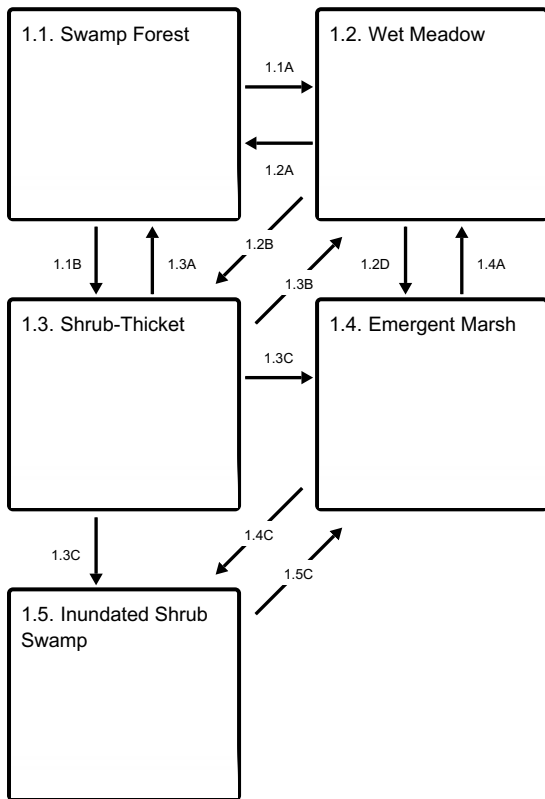 1.1. Swamp Forest
1.2. Wet Meadow
1.1A
1.2A
1.1B
1.3A
1.2B
1.3B
1.2D
1.4A
1.3. Shrub-Thicket
1.4. Emergent Marsh
1.3C
1.3C
1.4C
1.5C
1.5. Inundated Shrub
Swamp